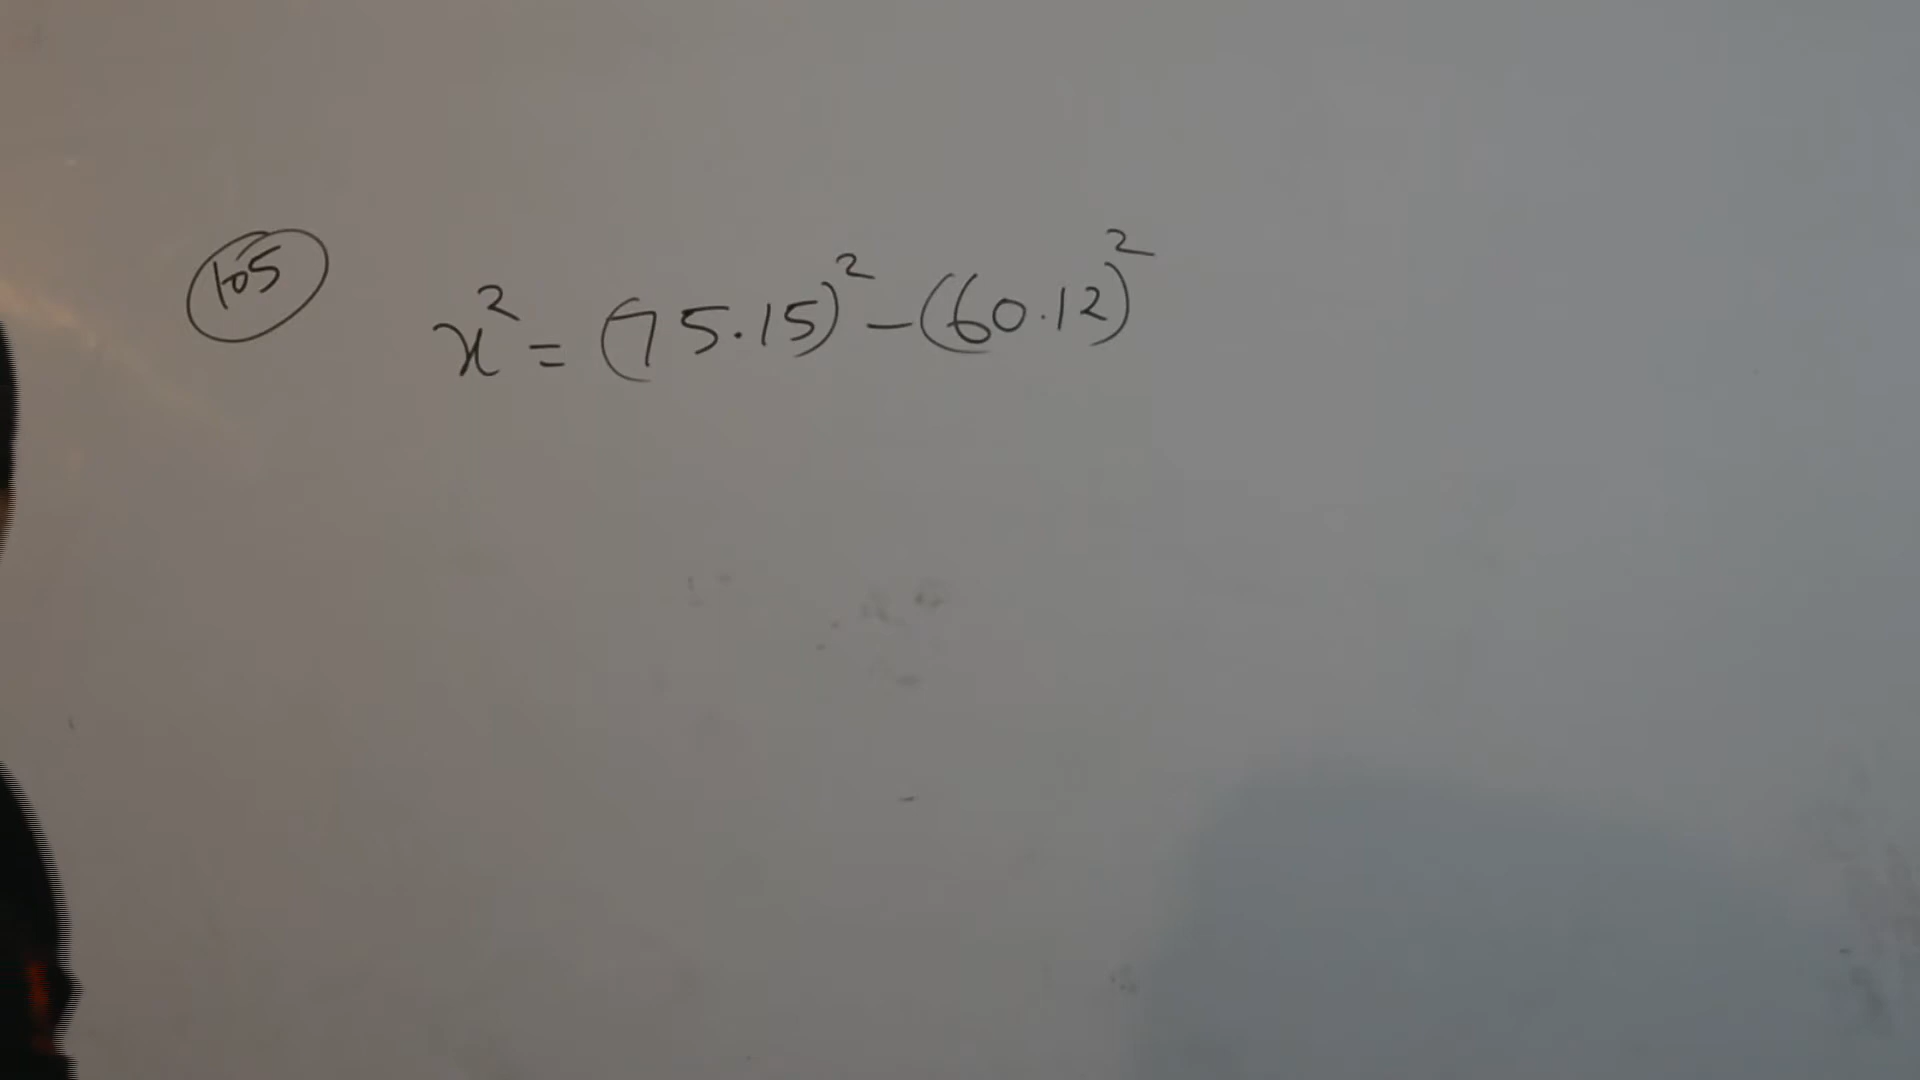 105 x² = (75.15)² - (60.12)²